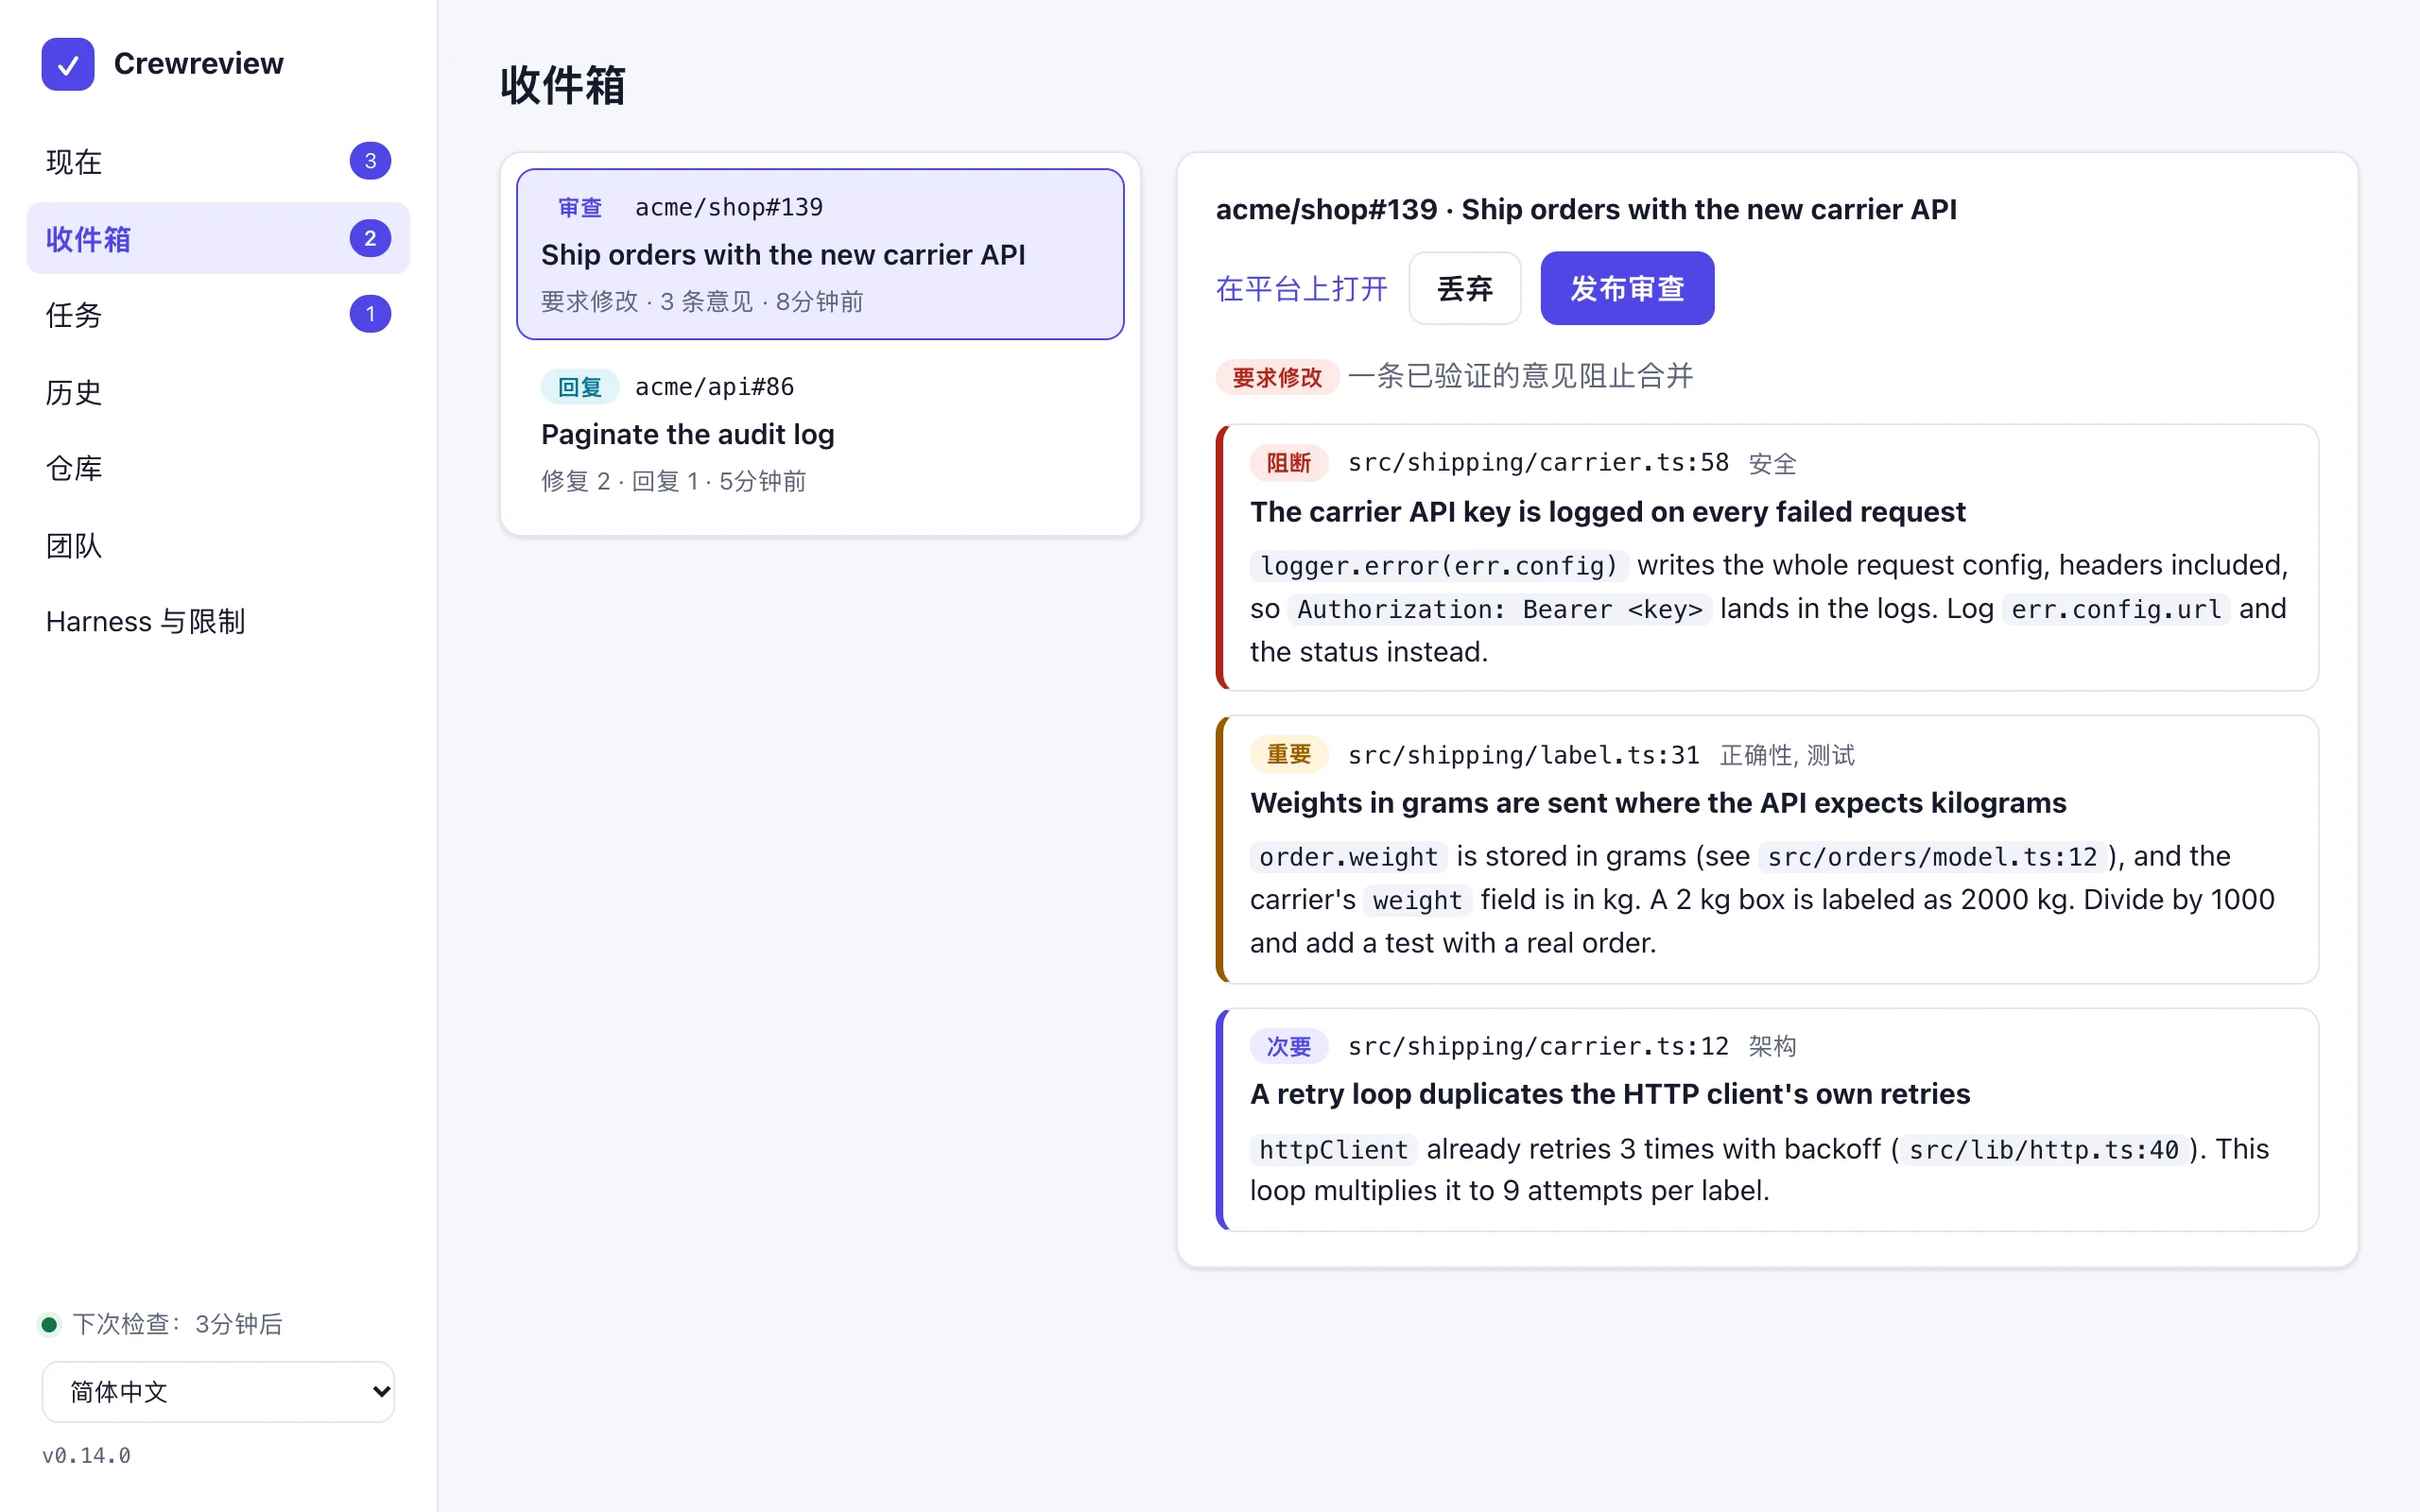 Crewreview
现在 3
收件箱 2
任务 1
历史
仓库
团队
Harness 与限制
下次检查：3分钟后
简体中文
v0.14.0
收件箱
审查 acme/shop#139
Ship orders with the new carrier API
要求修改 · 3 条意见 · 8分钟前
回复 acme/api#86
Paginate the audit log
修复 2 · 回复 1 · 5分钟前
acme/shop#139 · Ship orders with the new carrier API
在平台上打开 丢弃 发布审查
要求修改 一条已验证的意见阻止合并
阻断 src/shipping/carrier.ts:58 安全
The carrier API key is logged on every failed request
logger.error(err.config) writes the whole request config, headers included,
so Authorization: Bearer <key> lands in the logs. Log err.config.url and
the status instead.
重要 src/shipping/label.ts:31 正确性, 测试
Weights in grams are sent where the API expects kilograms
order.weight is stored in grams (see src/orders/model.ts:12), and the
carrier's weight field is in kg. A 2 kg box is labeled as 2000 kg. Divide by 1000
and add a test with a real order.
次要 src/shipping/carrier.ts:12 架构
A retry loop duplicates the HTTP client's own retries
httpClient already retries 3 times with backoff (src/lib/http.ts:40). This
loop multiplies it to 9 attempts per label.